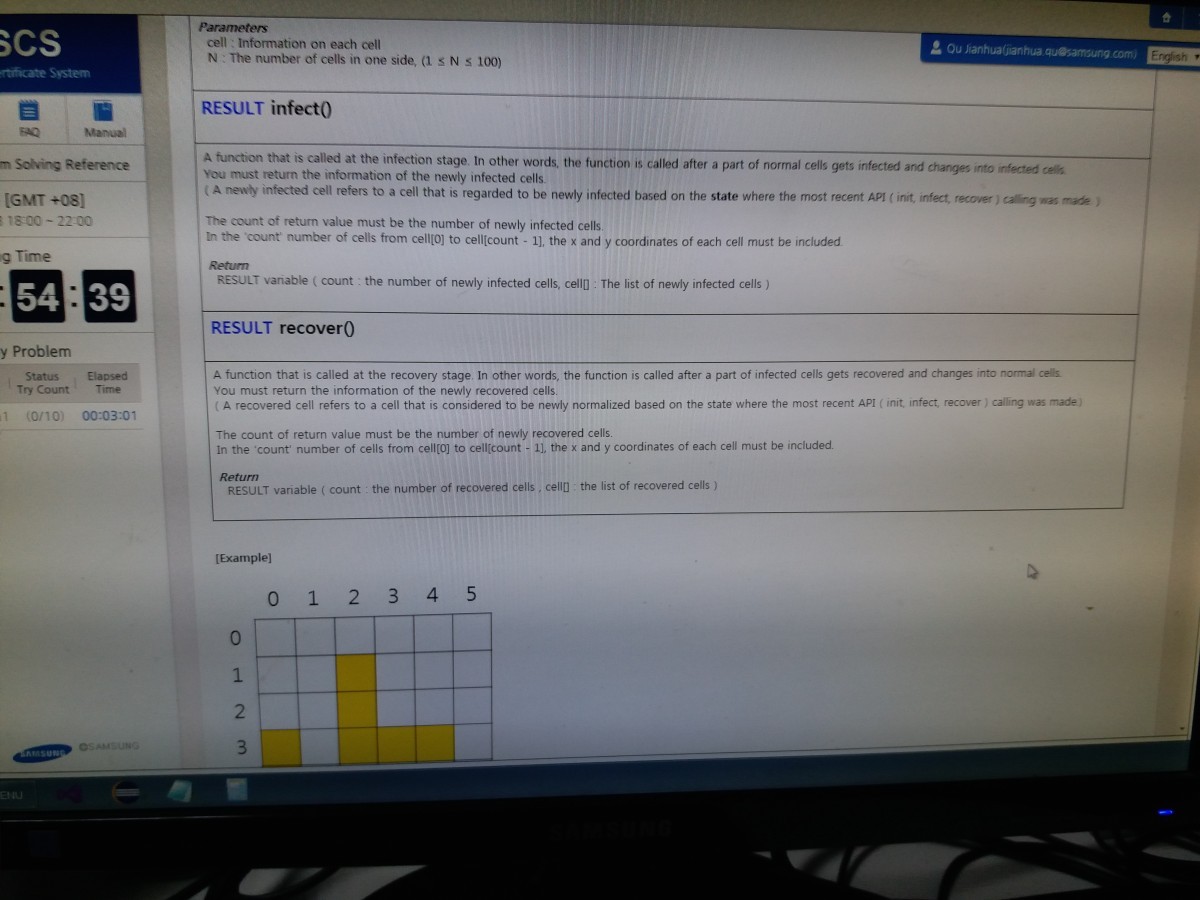 SCS
ertificate System
FAQ
Manual
m Solving Reference
[GMT +08]
18:00 ~ 22:00
g Time
: 54 : 39
y Problem
Status
Try Count
Elapsed
Time
(0/10) 00:03:01
SAMSUNG
SAMSUNG
ENU
Qu Jianhua(jianhua.qu@samsung.com)
English
Parameters
cell : Information on each cell
N : The number of cells in one side, (1 ≤ N ≤ 100)
RESULT infect()
A function that is called at the infection stage. In other words, the function is called after a part of normal cells gets infected and changes into infected cells.
You must return the information of the newly infected cells.
( A newly infected cell refers to a cell that is regarded to be newly infected based on the state where the most recent API ( init, infect, recover ) calling was made. )
The count of return value must be the number of newly infected cells.
In the 'count' number of cells from cell[0] to cell[count - 1], the x and y coordinates of each cell must be included.
Return
RESULT variable ( count : the number of newly infected cells, cell[] : The list of newly infected cells )
RESULT recover()
A function that is called at the recovery stage. In other words, the function is called after a part of infected cells gets recovered and changes into normal cells.
You must return the information of the newly recovered cells.
( A recovered cell refers to a cell that is considered to be newly normalized based on the state where the most recent API ( init, infect, recover ) calling was made.)
The count of return value must be the number of newly recovered cells.
In the 'count' number of cells from cell[0] to cell[count - 1], the x and y coordinates of each cell must be included.
Return
RESULT variable ( count : the number of recovered cells , cell[] : the list of recovered cells )
[Example]
0 1 2 3 4 5
0
1
2
3
SAMSUNG